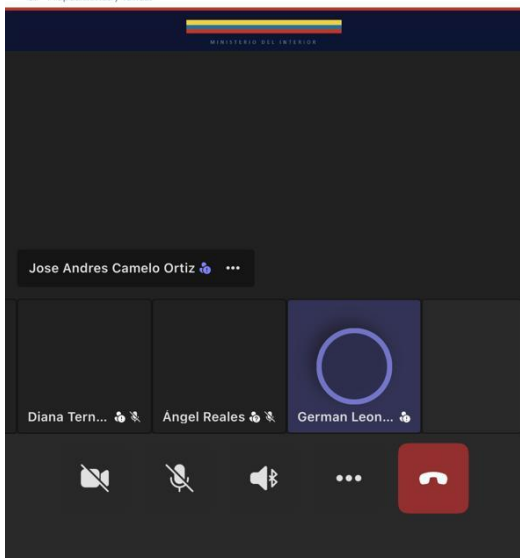 MINISTERIO DEL INTERIOR
Jose Andres Camelo Ortiz
Diana Tern...
Ángel Reales
German Leon...